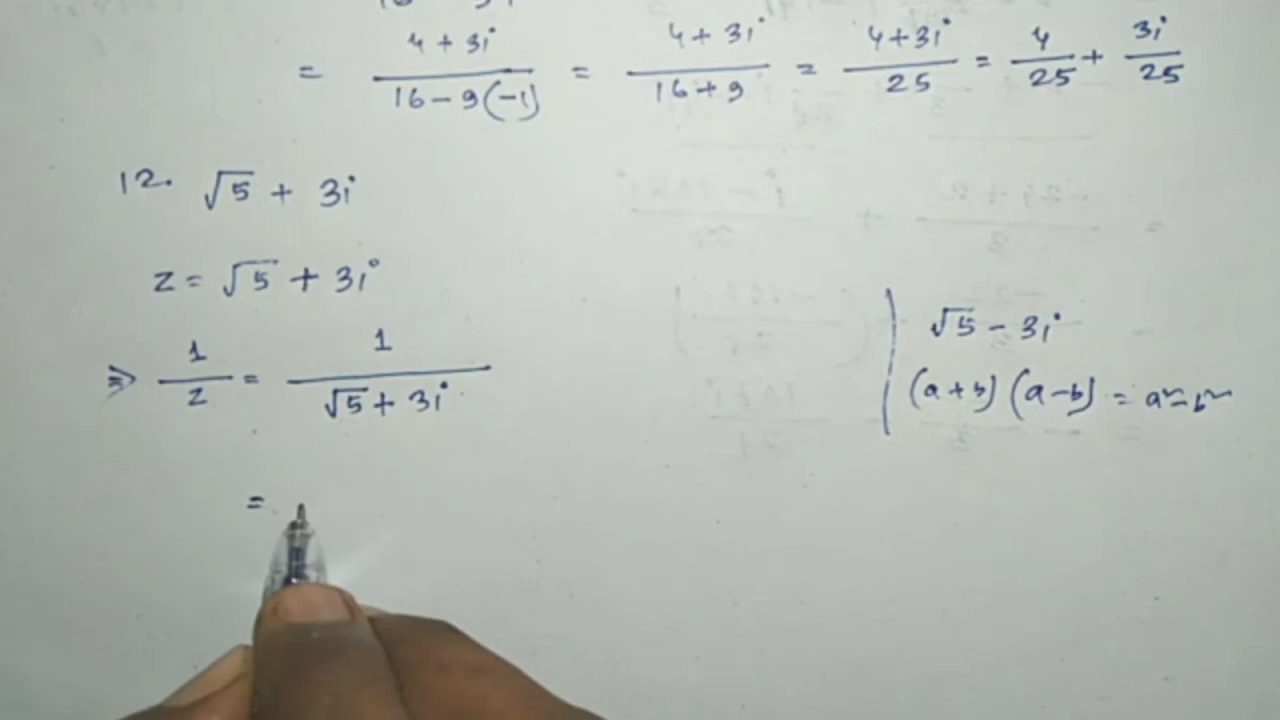 = 4 + 3i / 16 - 9(-1) = 4 + 3i / 16 + 9 = 4 + 3i / 25 = 4 / 25 + 3i / 25
12. √5 + 3i
z = √5 + 3i
⇒ 1 / z = 1 / √5 + 3i
√5 - 3i
(a + b) (a - b) = a² - b²
=